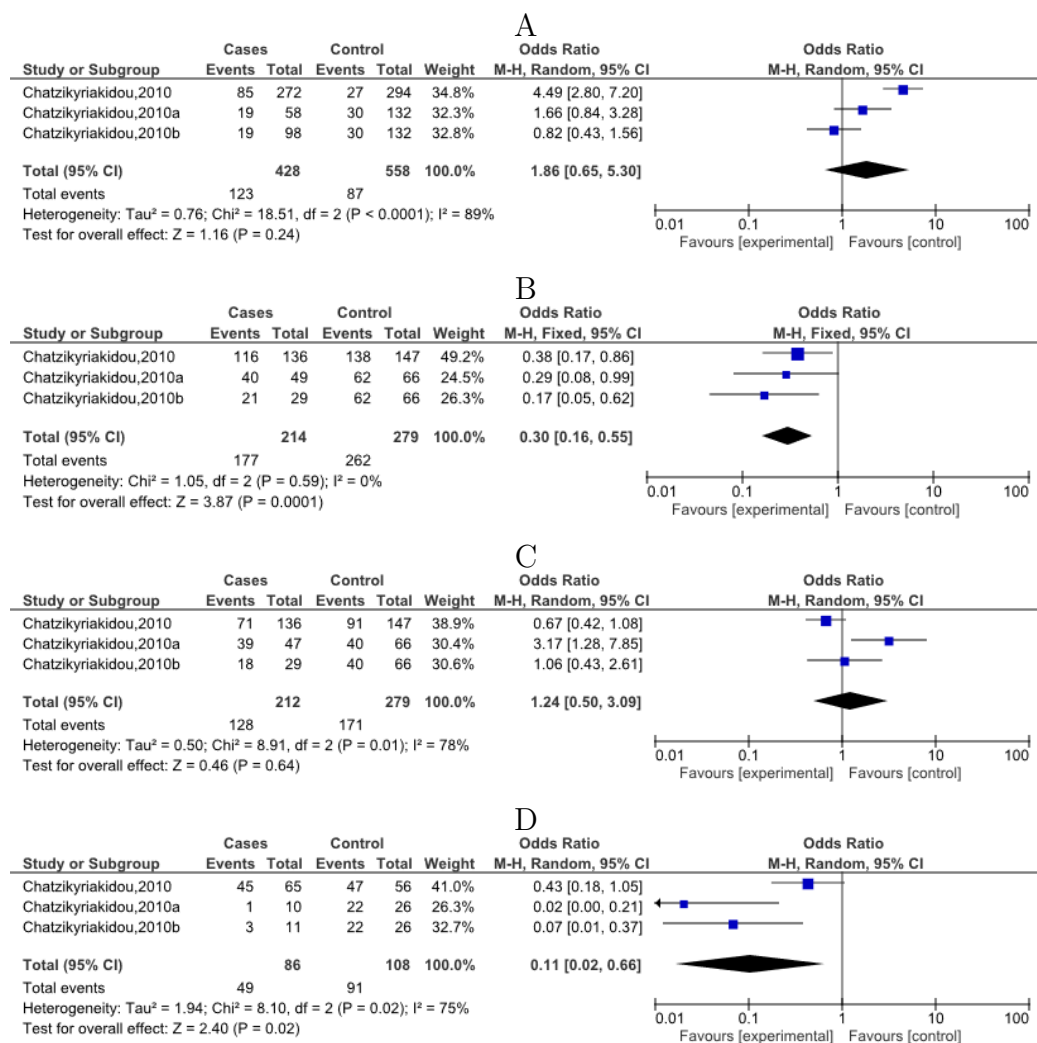 A
Cases Control Odds Ratio Odds Ratio
Study or Subgroup Events Total Events Total Weight M-H, Random, 95% CI M-H, Random, 95% CI
Chatzikyriakidou,2010 85 272 27 294 34.8% 4.49 [2.80, 7.20]
Chatzikyriakidou,2010a 19 58 30 132 32.3% 1.66 [0.84, 3.28]
Chatzikyriakidou,2010b 19 98 30 132 32.8% 0.82 [0.43, 1.56]
Total (95% CI) 428 558 100.0% 1.86 [0.65, 5.30]
Total events 123 87
Heterogeneity: Tau² = 0.76; Chi² = 18.51, df = 2 (P < 0.0001); I² = 89%
Test for overall effect: Z = 1.16 (P = 0.24)
0.01 0.1 1 10 100
Favours [experimental] Favours [control]
B
Cases Control Odds Ratio Odds Ratio
Study or Subgroup Events Total Events Total Weight M-H, Fixed, 95% CI M-H, Fixed, 95% CI
Chatzikyriakidou,2010 116 136 138 147 49.2% 0.38 [0.17, 0.86]
Chatzikyriakidou,2010a 40 49 62 66 24.5% 0.29 [0.08, 0.99]
Chatzikyriakidou,2010b 21 29 62 66 26.3% 0.17 [0.05, 0.62]
Total (95% CI) 214 279 100.0% 0.30 [0.16, 0.55]
Total events 177 262
Heterogeneity: Chi² = 1.05, df = 2 (P = 0.59); I² = 0%
Test for overall effect: Z = 3.87 (P = 0.0001)
0.01 0.1 1 10 100
Favours [experimental] Favours [control]
C
Cases Control Odds Ratio Odds Ratio
Study or Subgroup Events Total Events Total Weight M-H, Random, 95% CI M-H, Random, 95% CI
Chatzikyriakidou,2010 71 136 91 147 38.9% 0.67 [0.42, 1.08]
Chatzikyriakidou,2010a 39 47 40 66 30.4% 3.17 [1.28, 7.85]
Chatzikyriakidou,2010b 18 29 40 66 30.6% 1.06 [0.43, 2.61]
Total (95% CI) 212 279 100.0% 1.24 [0.50, 3.09]
Total events 128 171
Heterogeneity: Tau² = 0.50; Chi² = 8.91, df = 2 (P = 0.01); I² = 78%
Test for overall effect: Z = 0.46 (P = 0.64)
0.01 0.1 1 10 100
Favours [experimental] Favours [control]
D
Cases Control Odds Ratio Odds Ratio
Study or Subgroup Events Total Events Total Weight M-H, Random, 95% CI M-H, Random, 95% CI
Chatzikyriakidou,2010 45 65 47 56 41.0% 0.43 [0.18, 1.05]
Chatzikyriakidou,2010a 1 10 22 26 26.3% 0.02 [0.00, 0.21]
Chatzikyriakidou,2010b 3 11 22 26 32.7% 0.07 [0.01, 0.37]
Total (95% CI) 86 108 100.0% 0.11 [0.02, 0.66]
Total events 49 91
Heterogeneity: Tau² = 1.94; Chi² = 8.10, df = 2 (P = 0.02); I² = 75%
Test for overall effect: Z = 2.40 (P = 0.02)
0.01 0.1 1 10 100
Favours [experimental] Favours [control]